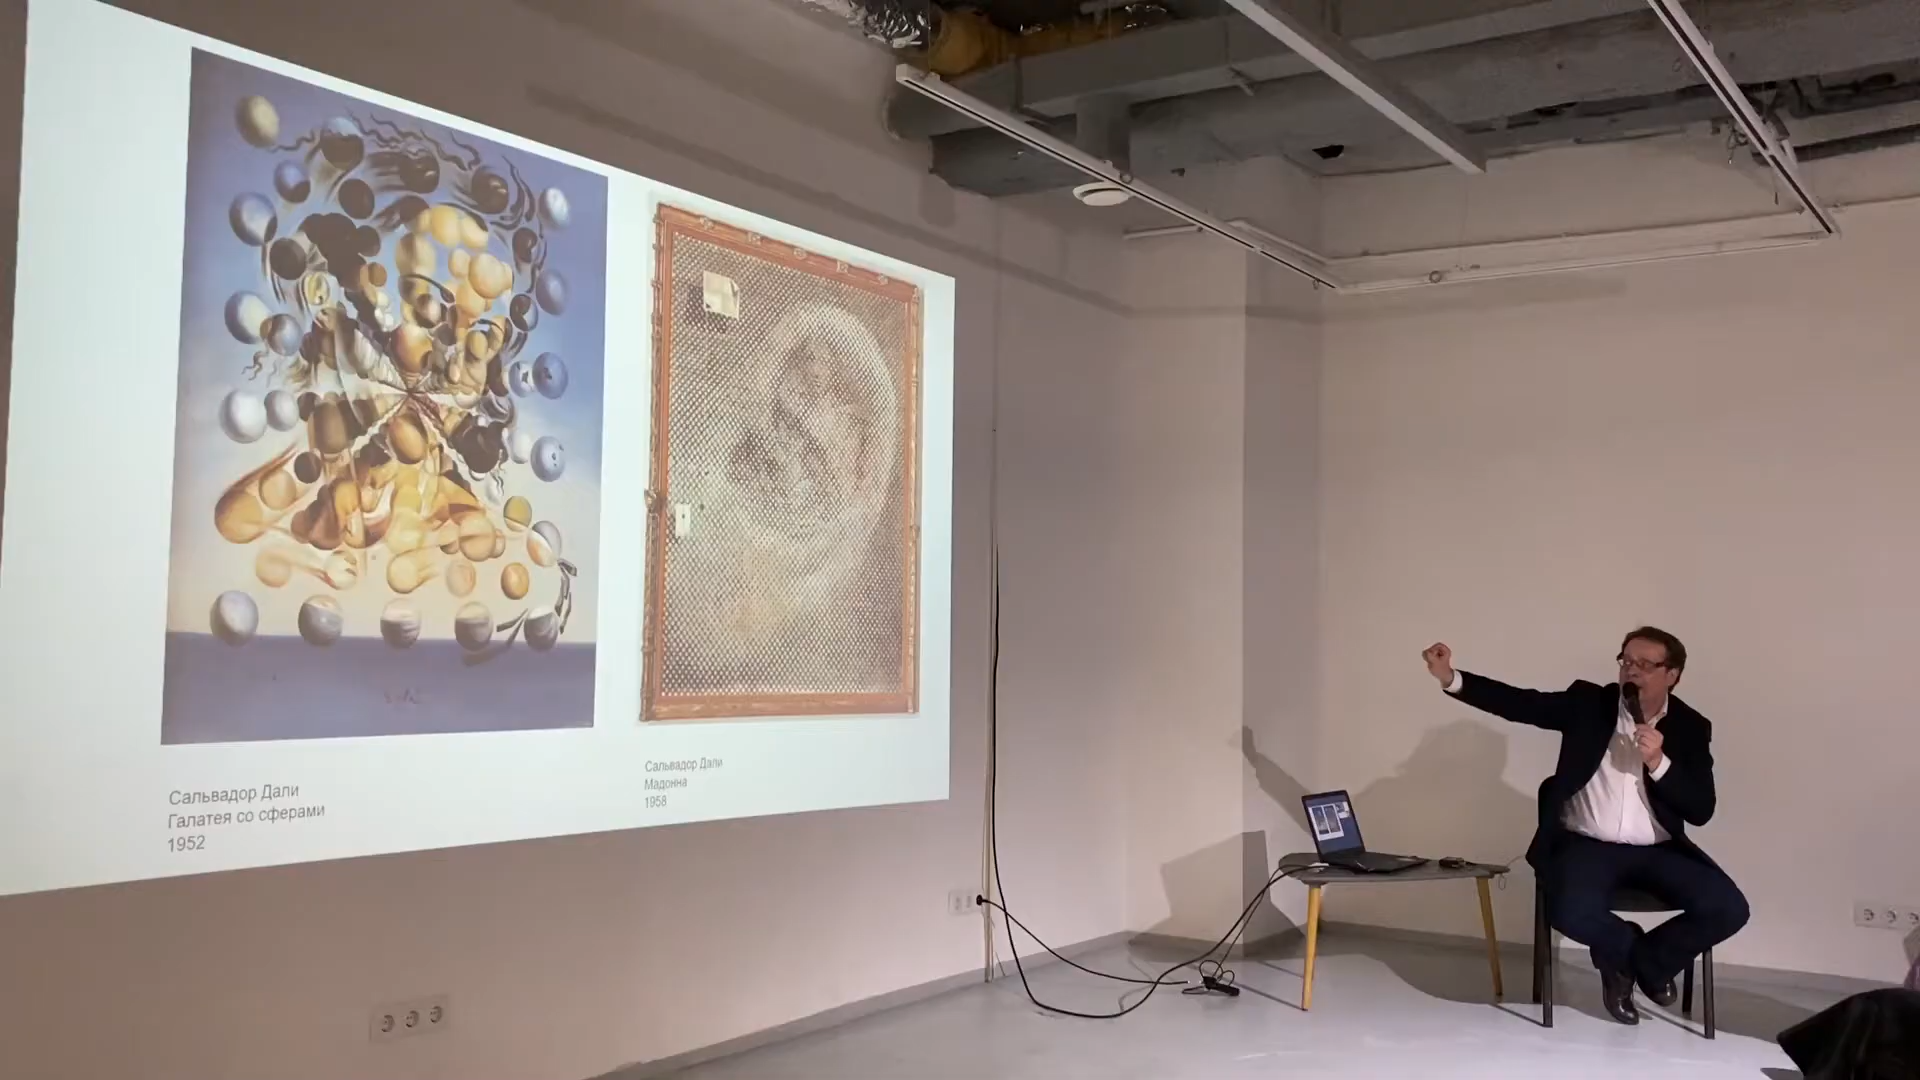 Сальвадор Дали
Галатея со сферами
1952
Сальвадор Дали
Мадонна
1958